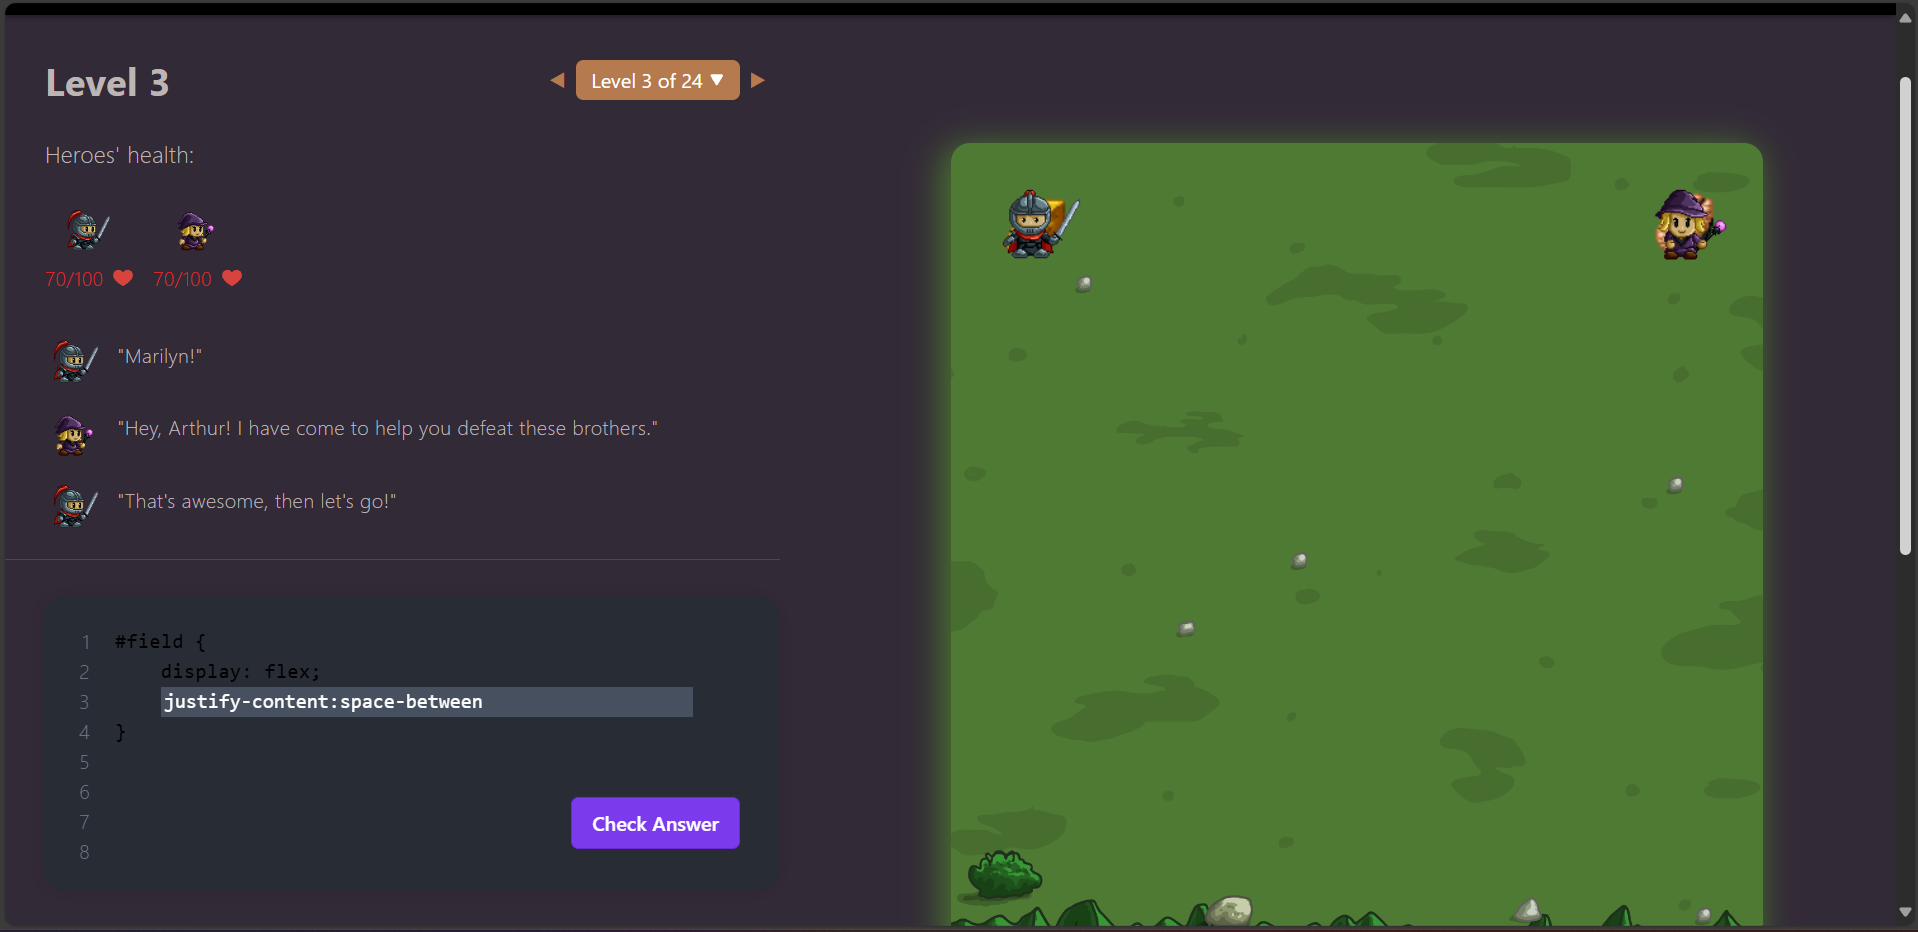 Level 3
Level 3 of 24
Heroes' health:
70/100 70/100
"Marilyn!"
"Hey, Arthur! I have come to help you defeat these brothers."
"That's awesome, then let's go!"
1 #field {
2 display: flex;
3 justify-content:space-between
4 }
5
6
7
8
Check Answer